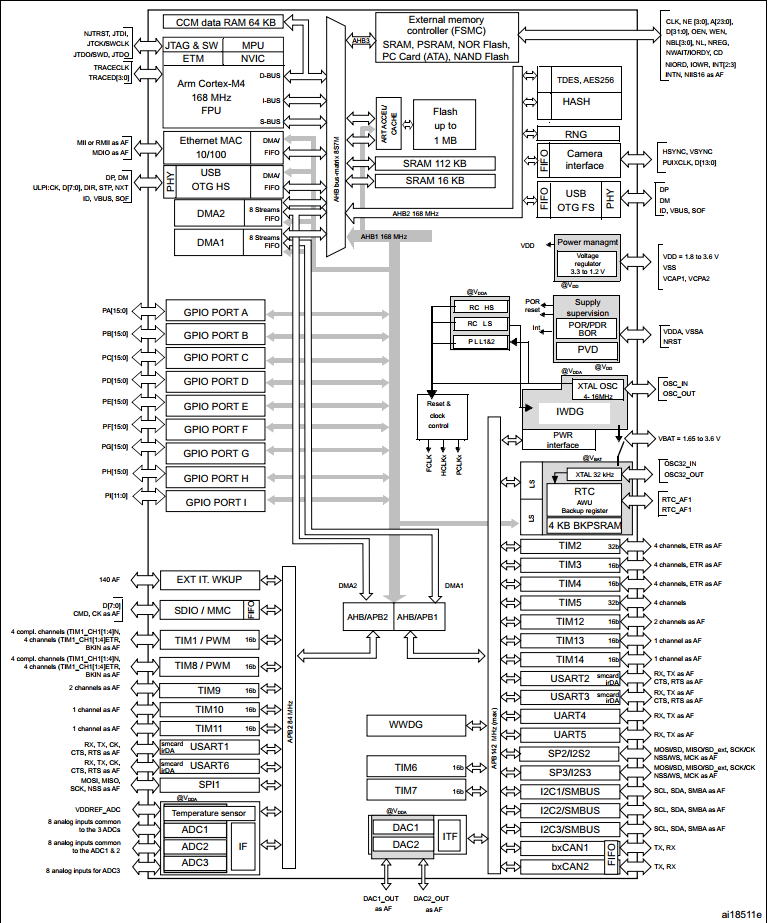 CCM data RAM 64 KB
NJTRST, JTDI,
JTCK/SWCLK
JTDO/SWD, JTDO
TRACECLK
TRACED[3:0]
JTAG & SW
MPU
ETM
NVIC
Arm Cortex-M4
168 MHz
FPU
D-BUS
I-BUS
S-BUS
MII or RMII as AF
MDIO as AF
Ethernet MAC
10/100
DMA/
FIFO
DP, DM
ULPI:CK, D[7:0], DIR, STP, NXT
ID, VBUS, SOF
PHY
USB
OTG HS
DMA/
FIFO
DMA2
8 Streams
FIFO
DMA1
8 Streams
FIFO
AHB bus-matrix 8S7M
AHB3
External memory
controller (FSMC)
SRAM, PSRAM, NOR Flash,
PC Card (ATA), NAND Flash
CLK, NE [3:0], A[23:0],
D[31:0], OEN, WEN,
NBL[3:0], NL, NREG,
NWAIT/IORDY, CD
NIORD, IOWR, INT[2:3]
INTN, NIIS16 as AF
ART ACCEL/
CACHE
Flash
up to
1 MB
SRAM 112 KB
SRAM 16 KB
AHB2 168 MHz
AHB1 168 MHz
TDES, AES256
HASH
RNG
FIFO
Camera
interface
HSYNC, VSYNC
PUIXCLK, D[13:0]
FIFO
USB
OTG FS
PHY
DP
DM
ID, VBUS, SOF
VDD
Power managmt
Voltage
regulator
3.3 to 1.2 V
@VDD
VDD = 1.8 to 3.6 V
VSS
VCAP1, VCPA2
@VDDA
RC HS
RC LS
PLL1&2
POR
reset
Int
Supply
supervision
POR/PDR
BOR
PVD
VDDA, VSSA
NRST
@VDDA
@VDD
XTAL OSC
4- 16MHz
OSC_IN
OSC_OUT
IWDG
Reset &
clock
control
FCLK
HCLKx
PCLKx
PWR
interface
VBAT = 1.65 to 3.6 V
@VBAT
LS
LS
XTAL 32 kHz
OSC32_IN
OSC32_OUT
RTC
AWU
Backup register
RTC_AF1
RTC_AF1
4 KB BKPSRAM
PA[15:0]
GPIO PORT A
PB[15:0]
GPIO PORT B
PC[15:0]
GPIO PORT C
PD[15:0]
GPIO PORT D
PE[15:0]
GPIO PORT E
PF[15:0]
GPIO PORT F
PG[15:0]
GPIO PORT G
PH[15:0]
GPIO PORT H
PI[11:0]
GPIO PORT I
DMA2
DMA1
AHB/APB2
AHB/APB1
140 AF
EXT IT. WKUP
D[7:0]
CMD, CK as AF
SDIO / MMC
FIFO
4 compl. channels (TIM1_CH1[1:4]N,
4 channels (TIM1_CH1[1:4]ETR,
BKIN as AF
TIM1 / PWM
16b
4 compl. channels (TIM1_CH1[1:4]N,
4 channels (TIM1_CH1[1:4]ETR,
BKIN as AF
TIM8 / PWM
16b
2 channels as AF
TIM9
16b
1 channel as AF
TIM10
16b
1 channel as AF
TIM11
16b
RX, TX, CK,
CTS, RTS as AF
smcard
irDA
USART1
RX, TX, CK,
CTS, RTS as AF
smcard
irDA
USART6
MOSI, MISO,
SCK, NSS as AF
SPI1
APB2 84 MHz
@VDDA
VDDREF_ADC
Temperature sensor
8 analog inputs common
to the 3 ADCs
ADC1
8 analog inputs common
to the ADC1 & 2
ADC2
8 analog inputs for ADC3
ADC3
IF
WWDG
TIM6
16b
TIM7
16b
@VDDA
DAC1
DAC2
ITF
DAC1_OUT
as AF
DAC2_OUT
as AF
APB1 42 MHz (max)
TIM2
32b
4 channels, ETR as AF
TIM3
16b
4 channels, ETR as AF
TIM4
16b
4 channels, ETR as AF
TIM5
32b
4 channels
TIM12
16b
2 channels as AF
TIM13
16b
1 channel as AF
TIM14
16b
1 channel as AF
USART2
smcard
irDA
RX, TX as AF
CTS, RTS as AF
USART3
smcard
irDA
RX, TX as AF
CTS, RTS as AF
UART4
RX, TX as AF
UART5
RX, TX as AF
SP2/I2S2
MOSI/SD, MISO/SD_ext, SCK/CK
NSS/WS, MCK as AF
SP3/I2S3
MOSI/SD, MISO/SD_ext, SCK/CK
NSS/WS, MCK as AF
I2C1/SMBUS
SCL, SDA, SMBA as AF
I2C2/SMBUS
SCL, SDA, SMBA as AF
I2C3/SMBUS
SCL, SDA, SMBA as AF
bxCAN1
TX, RX
bxCAN2
TX, RX
FIFO
ai18511e